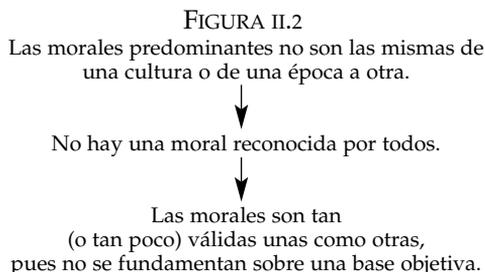 FIGURA II.2
Las morales predominantes no son las mismas de
una cultura o de una época a otra.
No hay una moral reconocida por todos.
Las morales son tan
(o tan poco) válidas unas como otras,
pues no se fundamentan sobre una base objetiva.